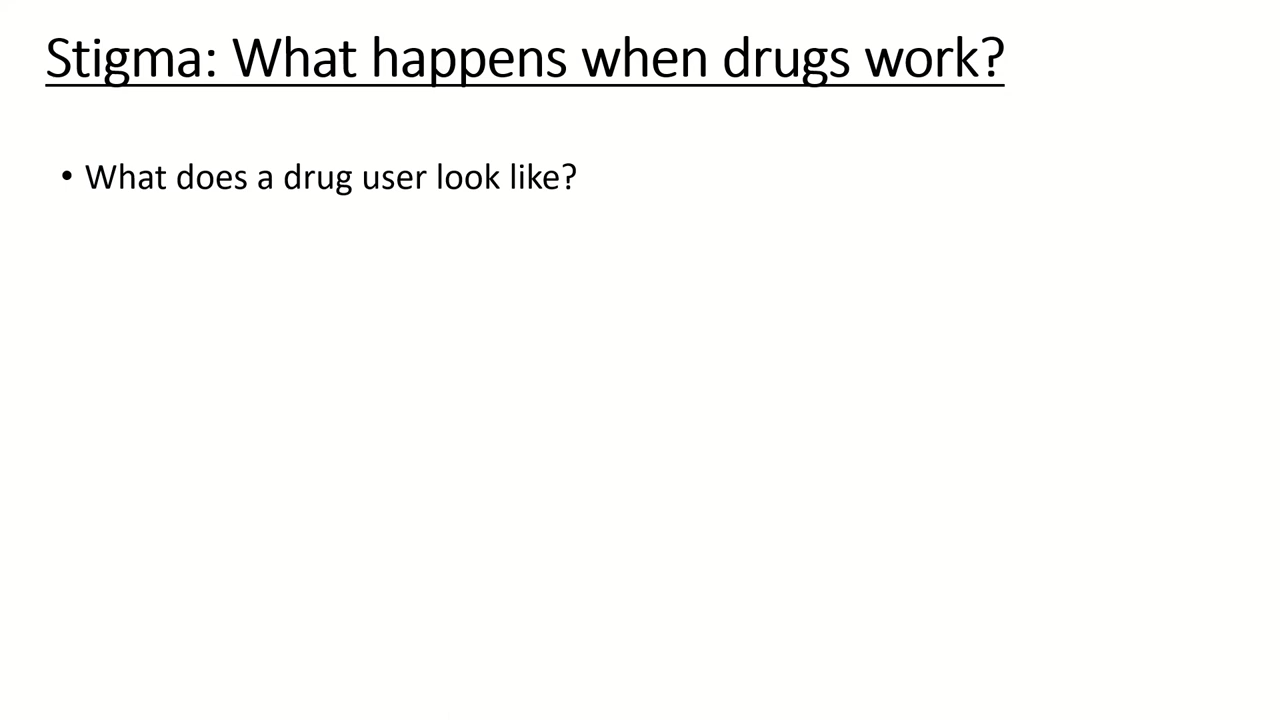 Stigma: What happens when drugs work?
• What does a drug user look like?